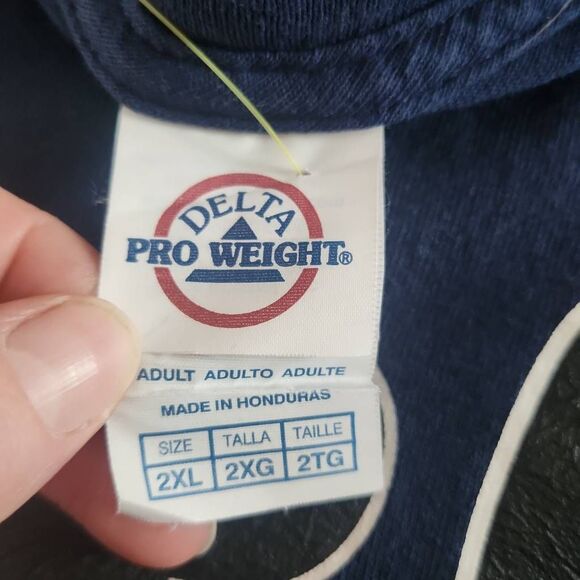 DELTA
PRO WEIGHT®
ADULT ADULTO ADULTE
MADE IN HONDURAS
SIZE TALLA TAILLE
2XL 2XG 2TG